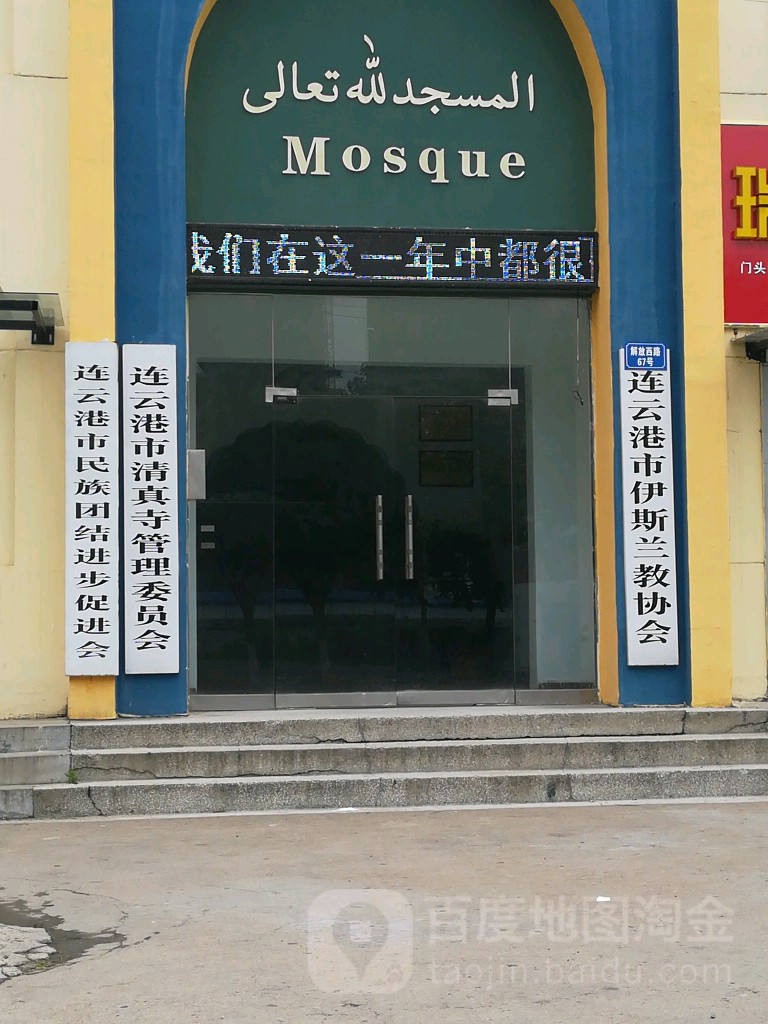 المسجد لله تعالى
Mosque
我们在这一年中都很
瑞
门头
解放西路
67号
连云港市民族团结进步促进会
连云港市清真寺管理委员会
连云港市伊斯兰教协会
百度地图淘金
taojin.baidu.com